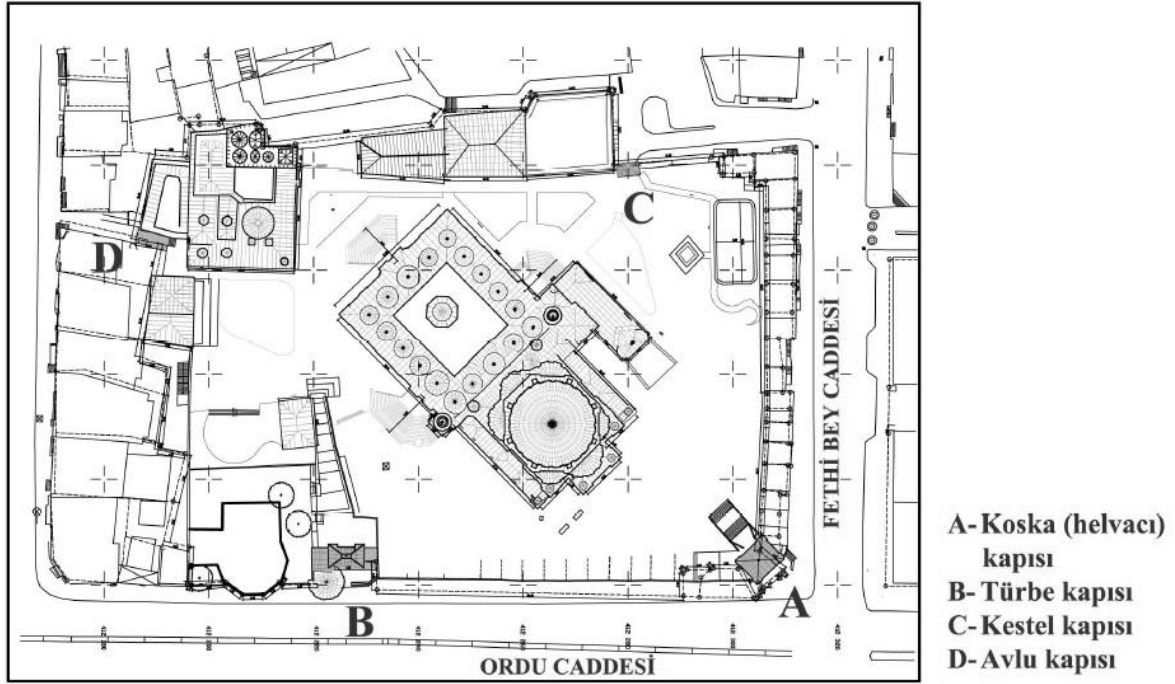 D
C
FETHİ BEY CADDESİ
A
B
ORDU CADDESİ
A- Koska (helvacı)
kapısı
B- Türbe kapısı
C- Kestel kapısı
D- Avlu kapısı